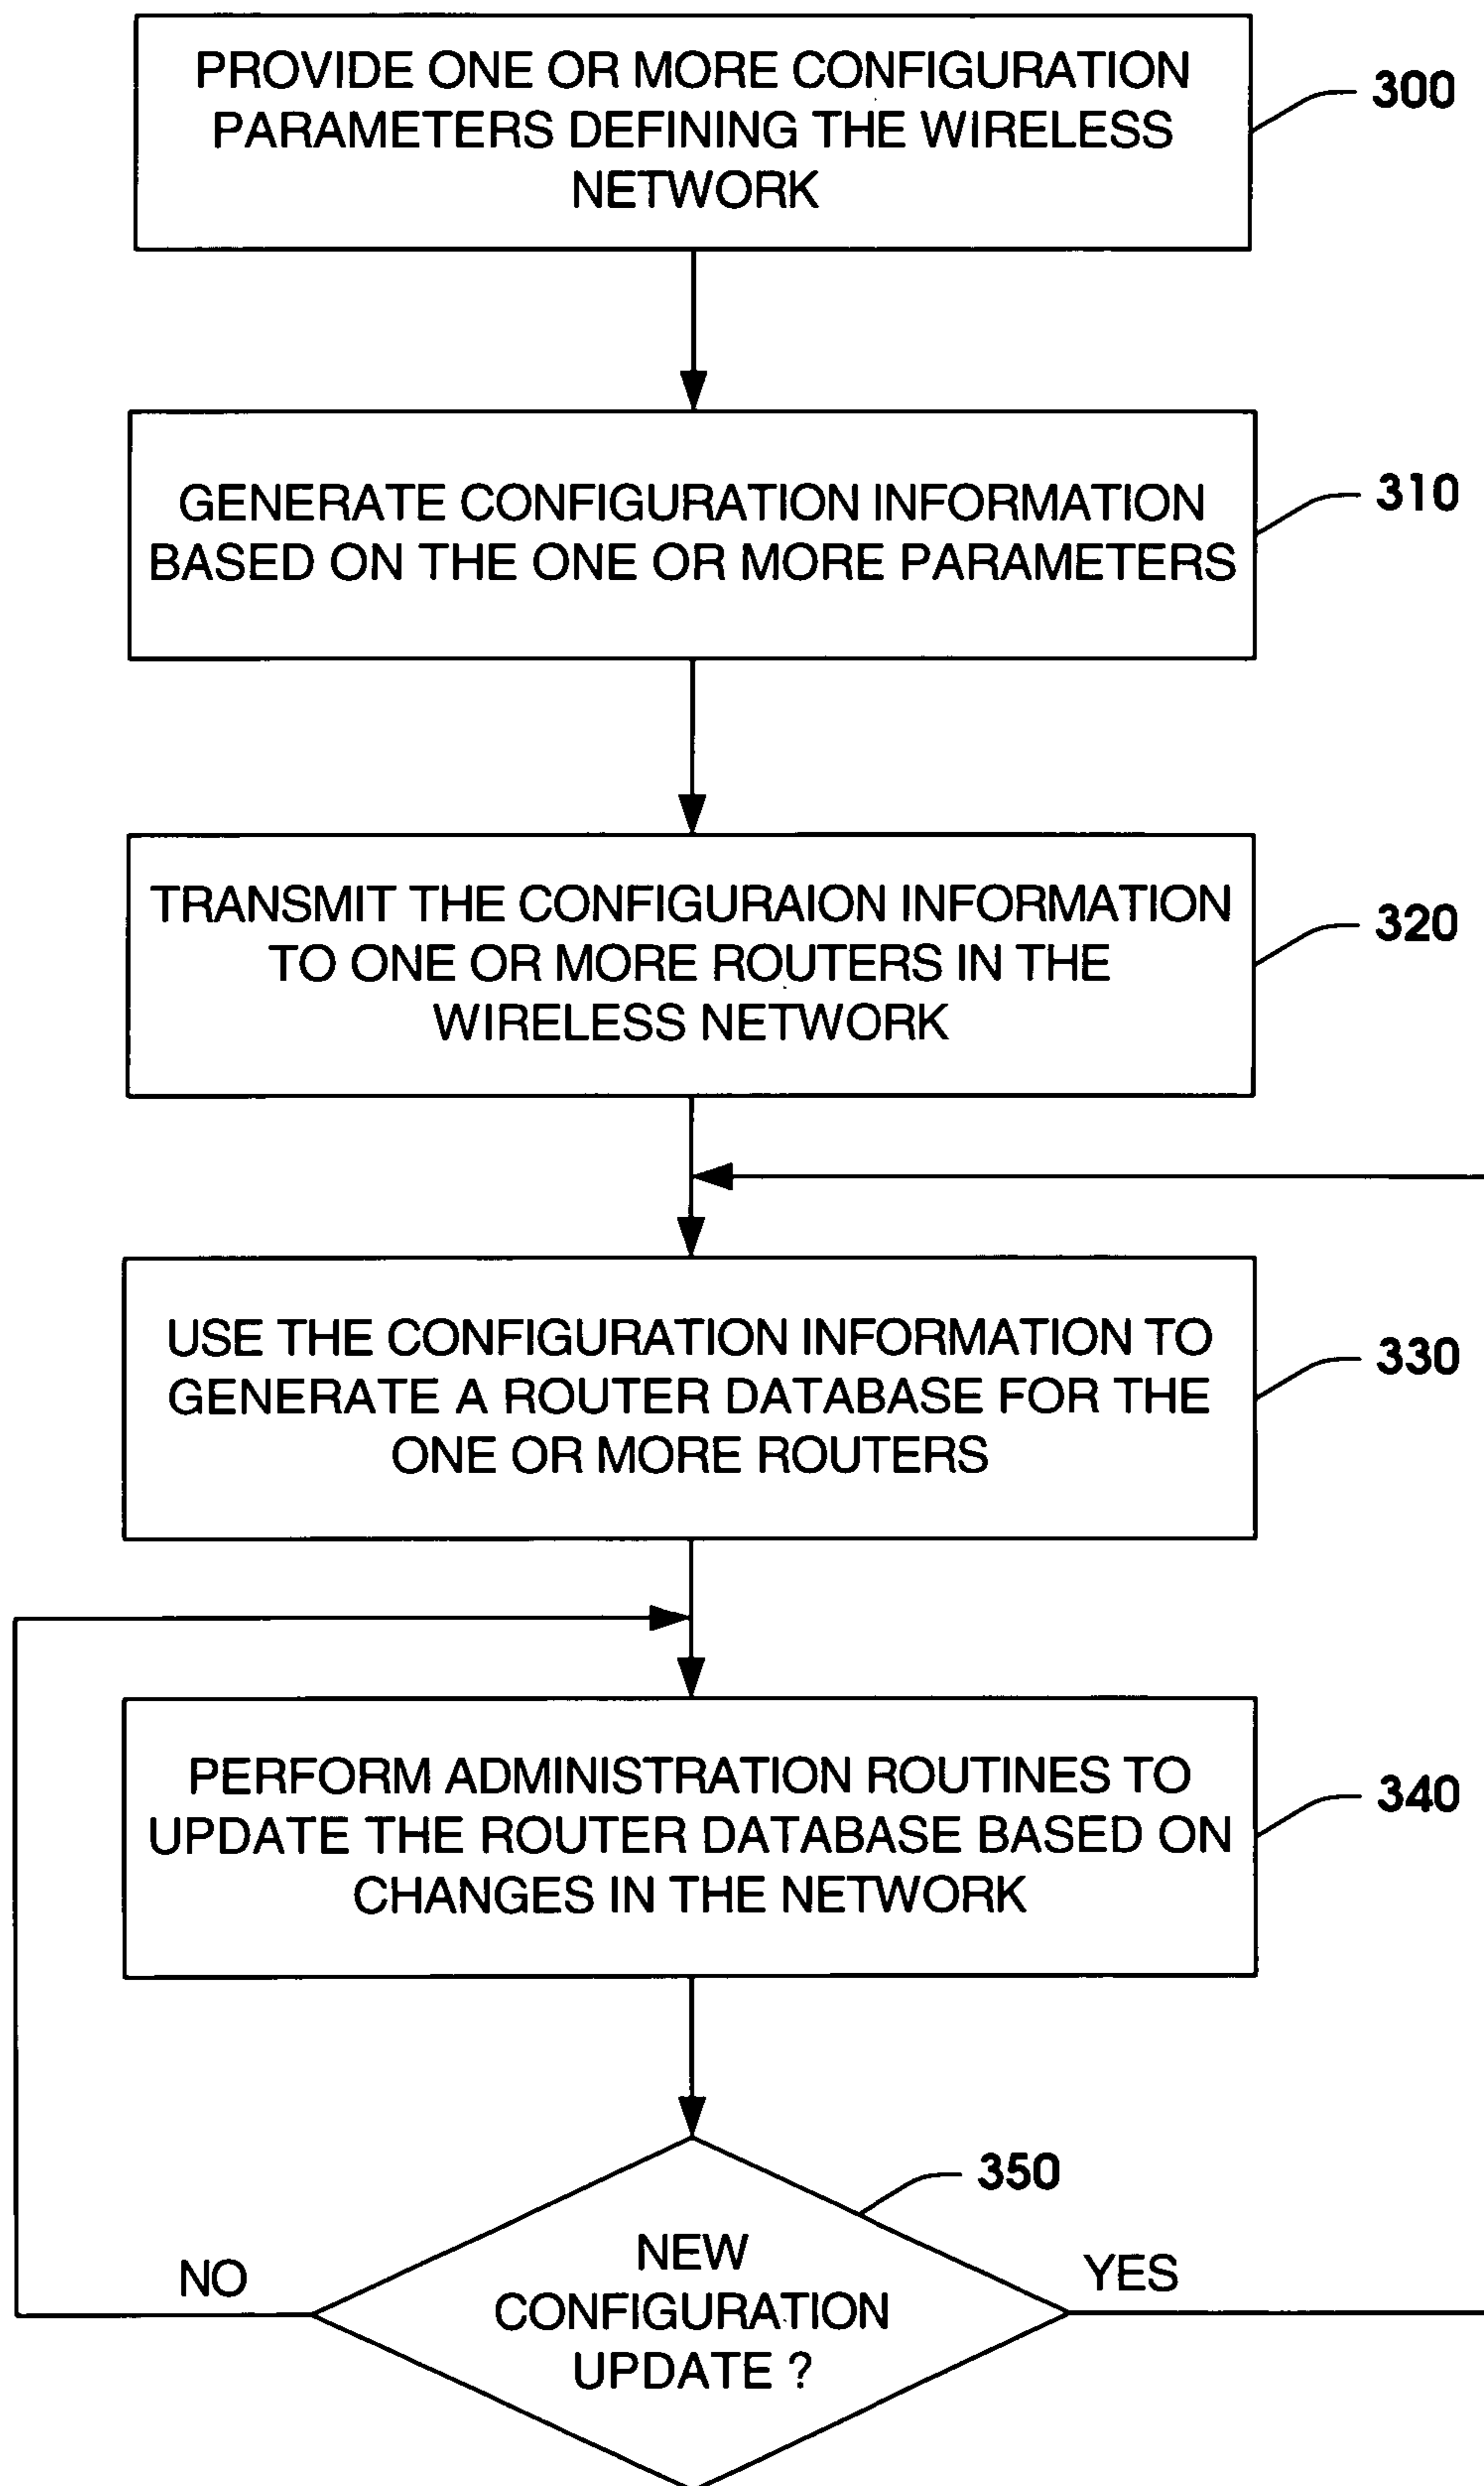 PROVIDE ONE OR MORE CONFIGURATION
PARAMETERS DEFINING THE WIRELESS
NETWORK
300
GENERATE CONFIGURATION INFORMATION
BASED ON THE ONE OR MORE PARAMETERS
310
TRANSMIT THE CONFIGURAION INFORMATION
TO ONE OR MORE ROUTERS IN THE
WIRELESS NETWORK
320
USE THE CONFIGURATION INFORMATION TO
GENERATE A ROUTER DATABASE FOR THE
ONE OR MORE ROUTERS
330
PERFORM ADMINISTRATION ROUTINES TO
UPDATE THE ROUTER DATABASE BASED ON
CHANGES IN THE NETWORK
340
350
NEW
CONFIGURATION
UPDATE ?
NO
YES